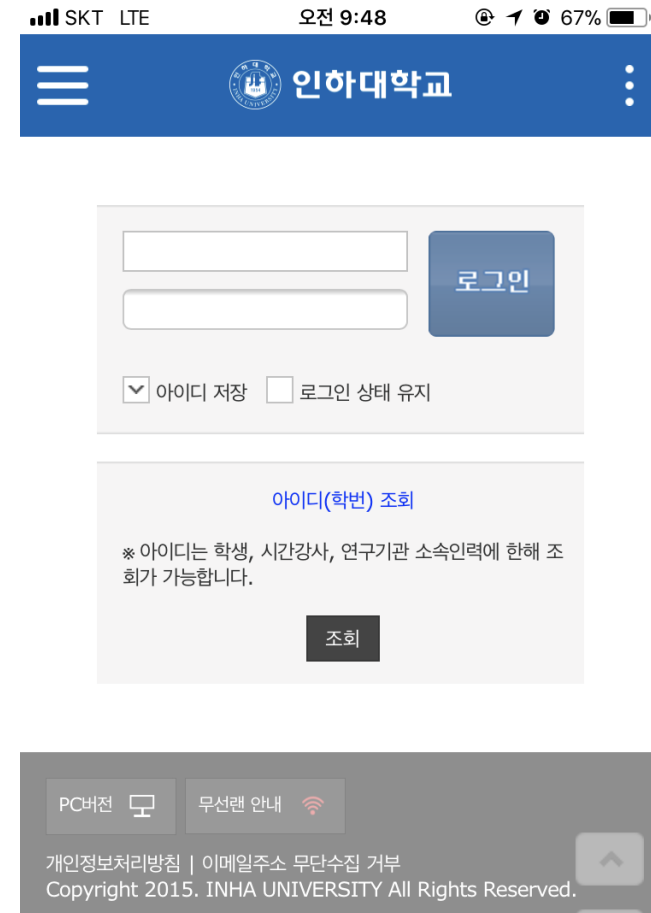 SKT LTE 오전 9:48 67%
인하대학교
로그인
아이디 저장 로그인 상태 유지
아이디(학번) 조회
※ 아이디는 학생, 시간강사, 연구기관 소속인력에 한해 조
회가 가능합니다.
조회
PC버전 무선랜 안내
개인정보처리방침 | 이메일주소 무단수집 거부
Copyright 2015. INHA UNIVERSITY All Rights Reserved.